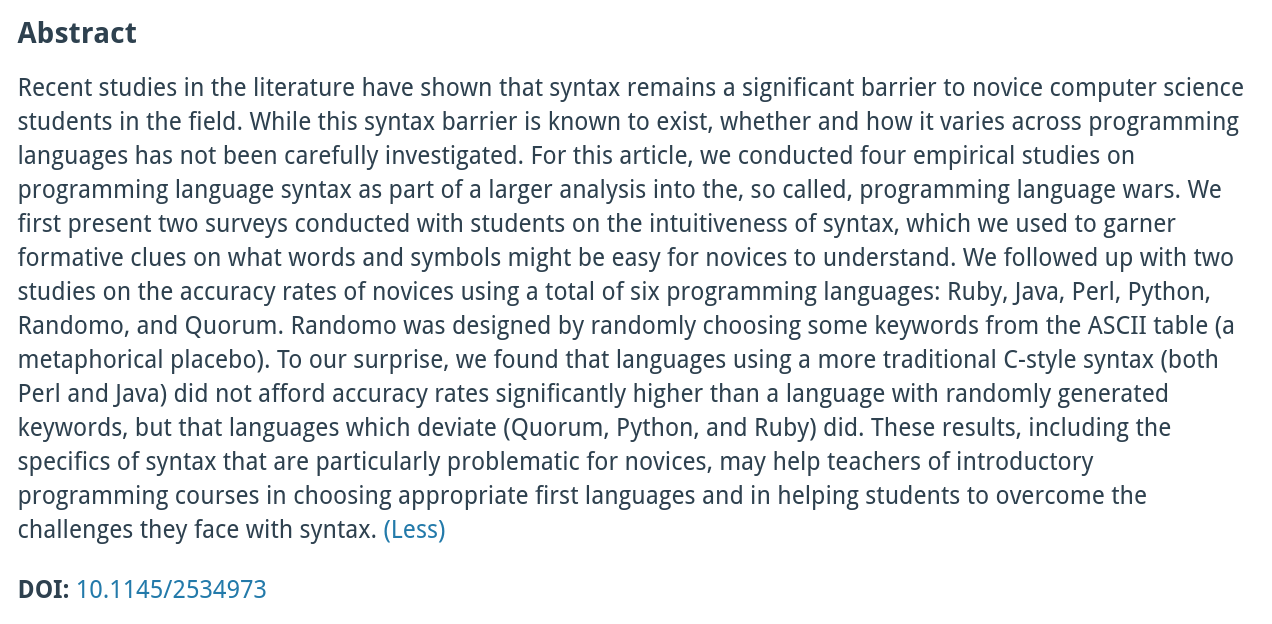 Abstract
Recent studies in the literature have shown that syntax remains a significant barrier to novice computer science
students in the field. While this syntax barrier is known to exist, whether and how it varies across programming
languages has not been carefully investigated. For this article, we conducted four empirical studies on
programming language syntax as part of a larger analysis into the, so called, programming language wars. We
first present two surveys conducted with students on the intuitiveness of syntax, which we used to garner
formative clues on what words and symbols might be easy for novices to understand. We followed up with two
studies on the accuracy rates of novices using a total of six programming languages: Ruby, Java, Perl, Python,
Randomo, and Quorum. Randomo was designed by randomly choosing some keywords from the ASCII table (a
metaphorical placebo). To our surprise, we found that languages using a more traditional C-style syntax (both
Perl and Java) did not afford accuracy rates significantly higher than a language with randomly generated
keywords, but that languages which deviate (Quorum, Python, and Ruby) did. These results, including the
specifics of syntax that are particularly problematic for novices, may help teachers of introductory
programming courses in choosing appropriate first languages and in helping students to overcome the
challenges they face with syntax. (Less)
DOI: 10.1145/2534973